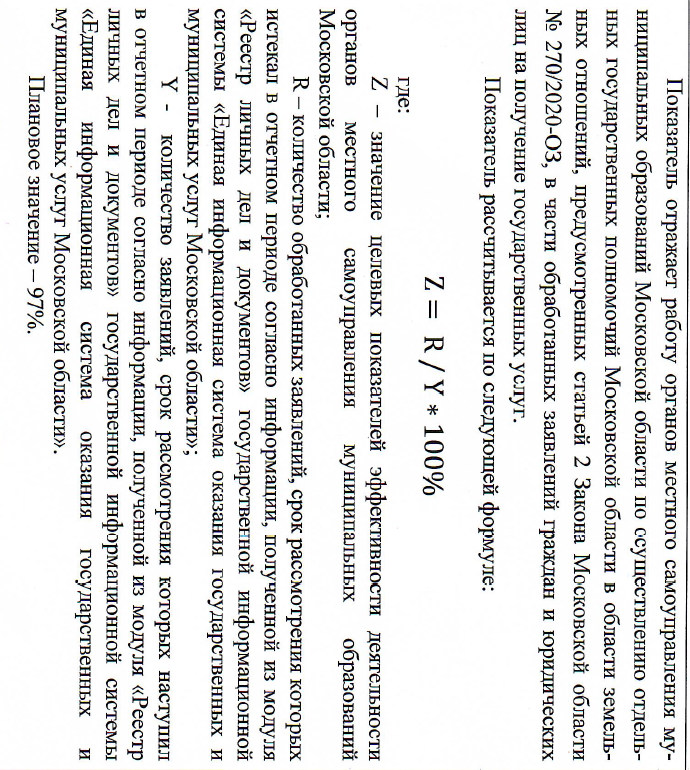 Показатель отражает работу органов местного самоуправления му-
ниципальных образований Московской области по осуществлению отдель-
ных государственных полномочий Московской области в области земель-
ных отношений, предусмотренных статьей 2 Закона Московской области
№ 270/2020-ОЗ, в части обработанных заявлений граждан и юридических
лиц на получение государственных услуг.
Показатель рассчитывается по следующей формуле:
Z = R / Y * 100%
где:
Z – значение целевых показателей эффективности деятельности
органов местного самоуправления муниципальных образований
Московской области;
R – количество обработанных заявлений, срок рассмотрения которых
истекал в отчетном периоде согласно информации, полученной из модуля
«Реестр личных дел и документов» государственной информационной
системы «Единая информационная система оказания государственных и
муниципальных услуг Московской области»;
Y - количество заявлений, срок рассмотрения которых наступил
в отчетном периоде согласно информации, полученной из модуля «Реестр
личных дел и документов» государственной информационной системы
«Единая информационная система оказания государственных и
муниципальных услуг Московской области».
Плановое значение – 97%.